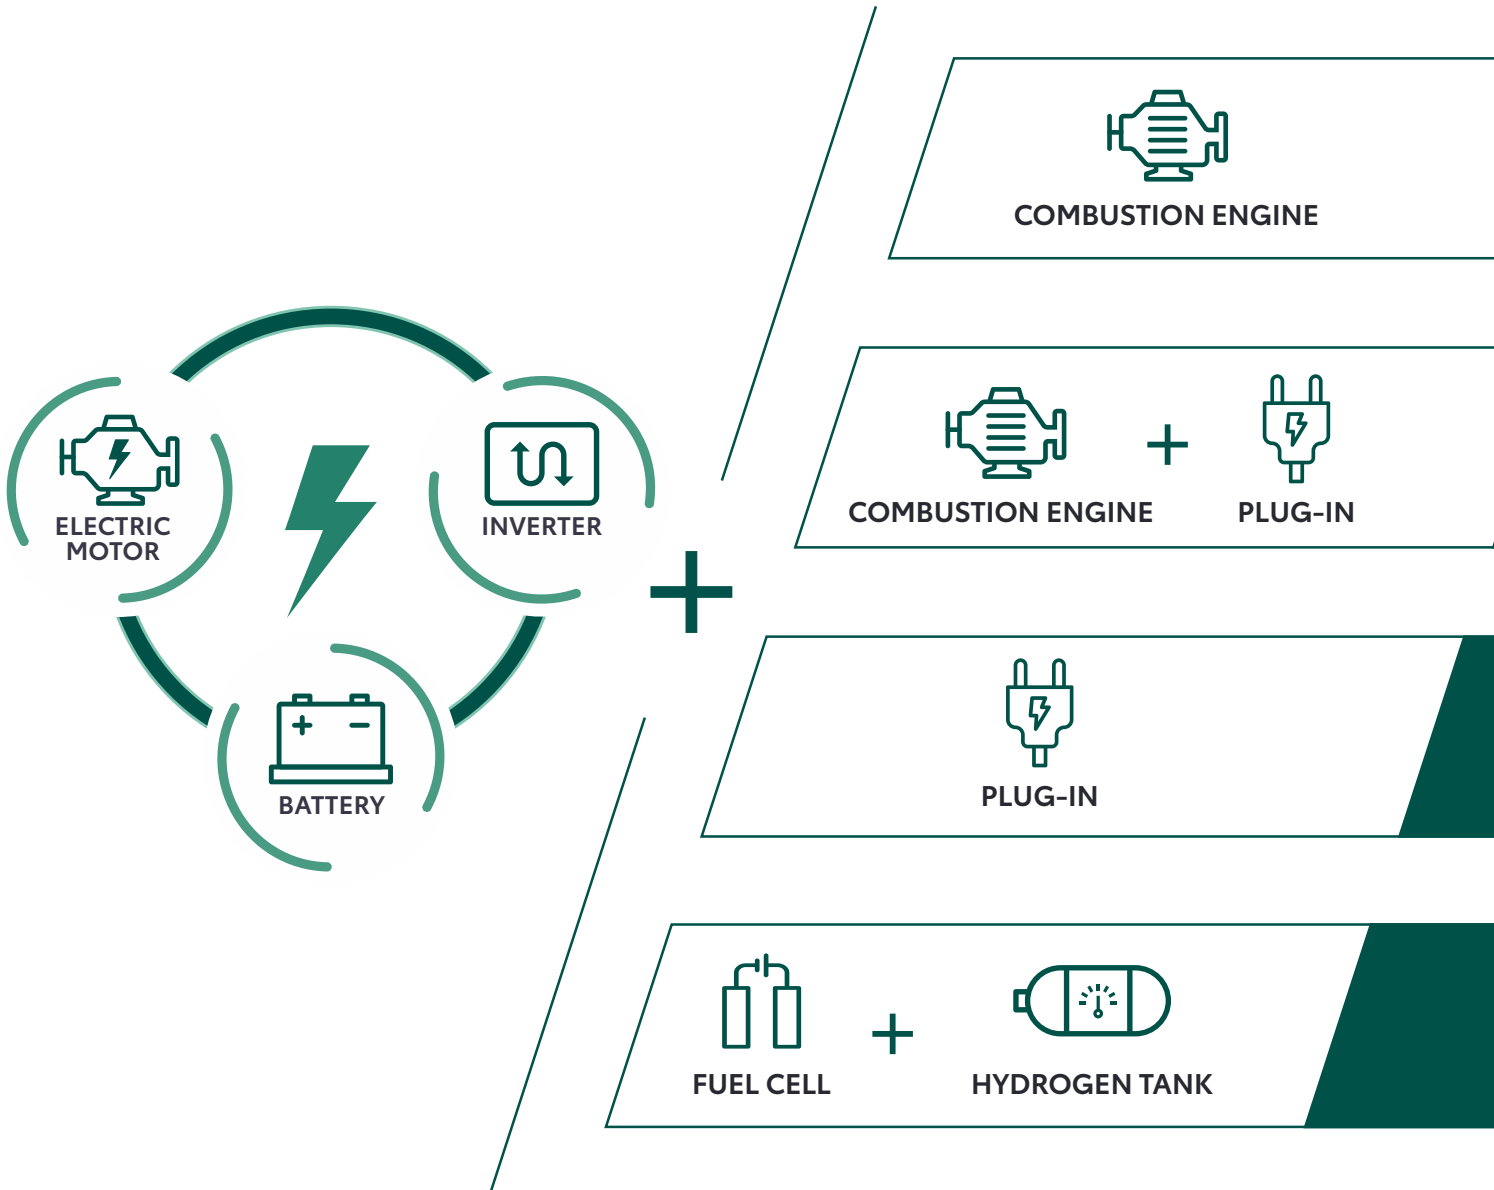 COMBUSTION ENGINE
COMBUSTION ENGINE + PLUG-IN
ELECTRIC
MOTOR
INVERTER
BATTERY
+
PLUG-IN
FUEL CELL + HYDROGEN TANK